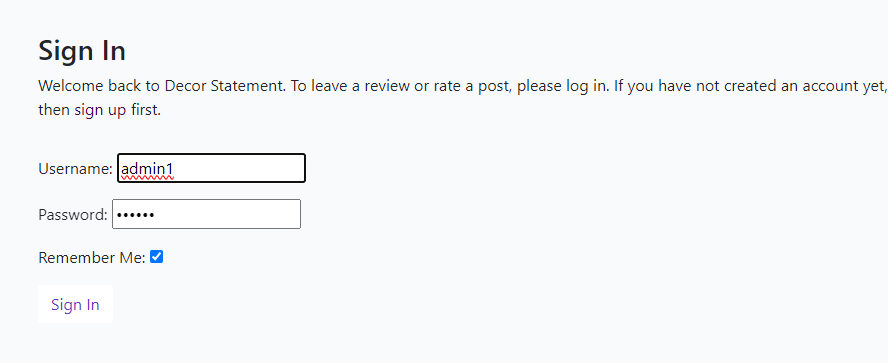 Sign In
Welcome back to Decor Statement. To leave a review or rate a post, please log in. If you have not created an account yet,
then sign up first.
Username: admin1
Password: ••••••
Remember Me:
Sign In